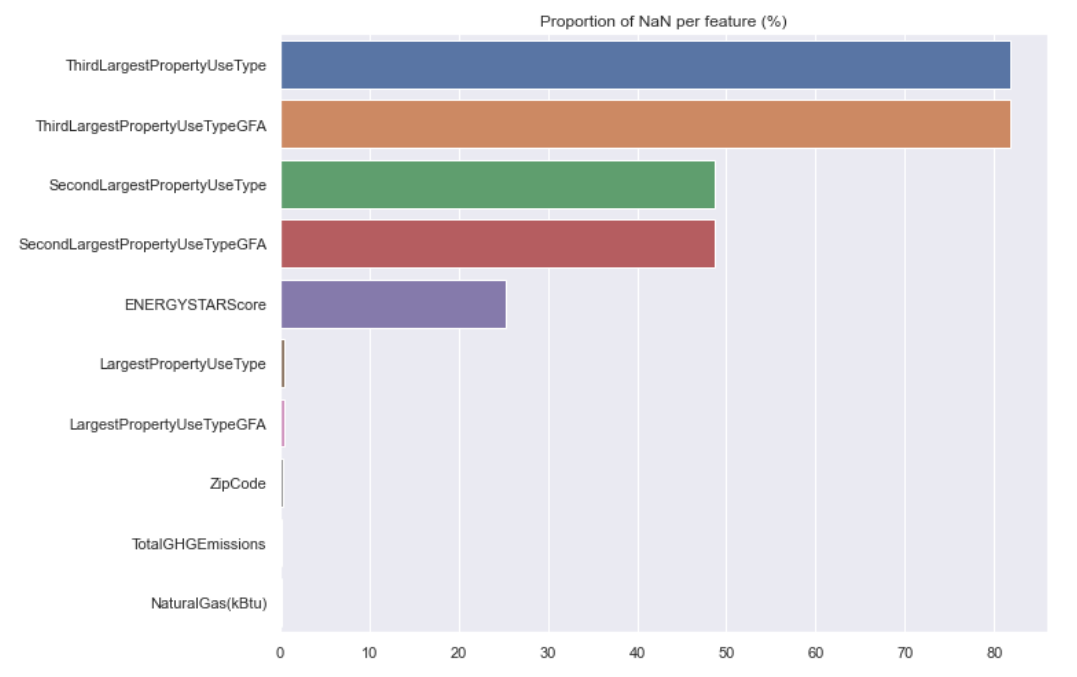 Proportion of NaN per feature (%)
ThirdLargestPropertyUseType
ThirdLargestPropertyUseTypeGFA
SecondLargestPropertyUseType
SecondLargestPropertyUseTypeGFA
ENERGYSTARScore
LargestPropertyUseType
LargestPropertyUseTypeGFA
ZipCode
TotalGHGEmissions
NaturalGas(kBtu)
0 10 20 30 40 50 60 70 80